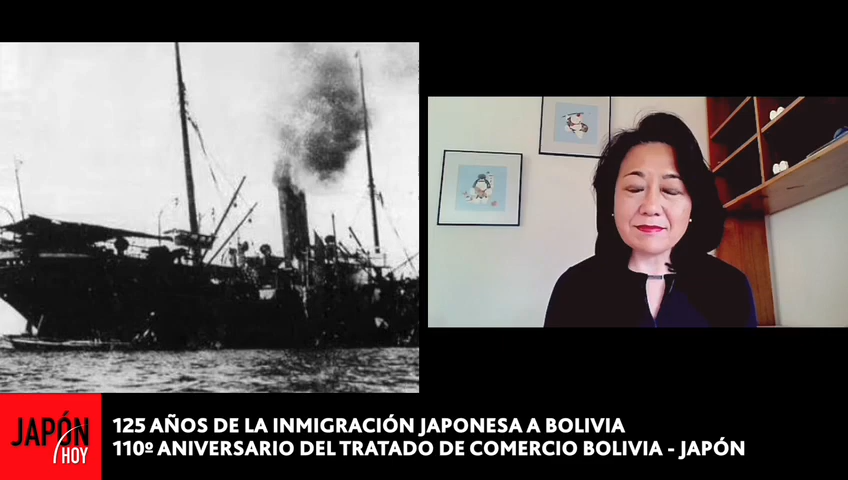 JAPÓN
HOY
125 AÑOS DE LA INMIGRACIÓN JAPONESA A BOLIVIA
110º ANIVERSARIO DEL TRATADO DE COMERCIO BOLIVIA - JAPÓN